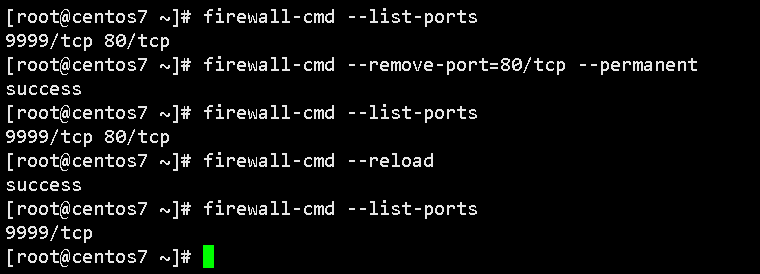 [root@centos7 ~]# firewall-cmd --list-ports
9999/tcp 80/tcp
[root@centos7 ~]# firewall-cmd --remove-port=80/tcp --permanent
success
[root@centos7 ~]# firewall-cmd --list-ports
9999/tcp 80/tcp
[root@centos7 ~]# firewall-cmd --reload
success
[root@centos7 ~]# firewall-cmd --list-ports
9999/tcp
[root@centos7 ~]#